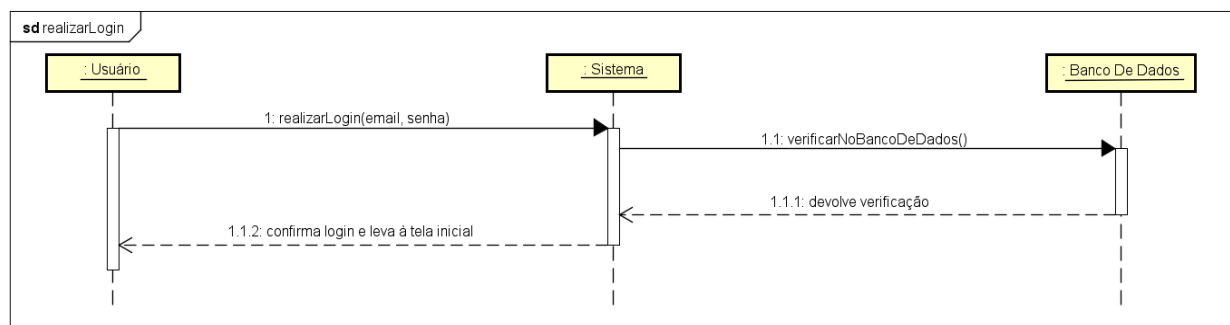 sd realizarLogin
: Usuário
: Sistema
: Banco De Dados
1: realizarLogin(email, senha)
1.1: verificarNoBancoDeDados()
1.1.1: devolve verificação
1.1.2: confirma login e leva à tela inicial